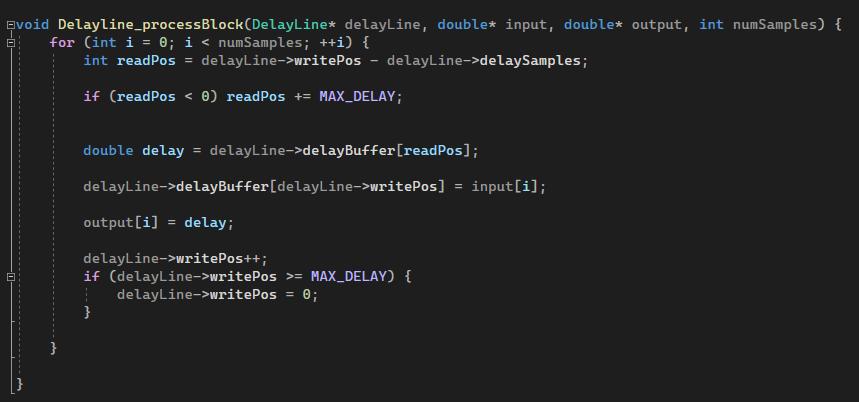 void Delayline_processBlock(DelayLine* delayLine, double* input, double* output, int numSamples) {
for (int i = 0; i < numSamples; ++i) {
int readPos = delayLine->writePos - delayLine->delaySamples;
if (readPos < 0) readPos += MAX_DELAY;
double delay = delayLine->delayBuffer[readPos];
delayLine->delayBuffer[delayLine->writePos] = input[i];
output[i] = delay;
delayLine->writePos++;
if (delayLine->writePos >= MAX_DELAY) {
delayLine->writePos = 0;
}
}
}